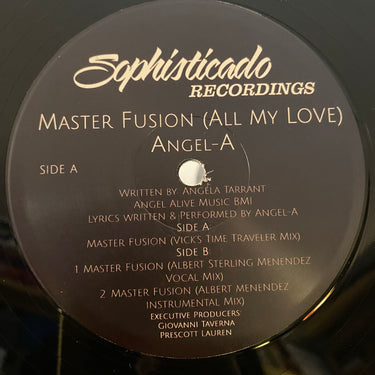 Sophisticado
RECORDINGS
Master Fusion (All My Love)
Angel-A
Side A
Written by: Angela Tarrant
Angel Alive Music BMI
Lyrics Written & Performed by Angel-A
Side A
Master Fusion (Vick's Time Traveler Mix)
Side B
1 Master Fusion (Albert Sterling Menendez
Vocal Mix)
2 Master Fusion (Albert Menendez
Instrumental Mix)
Executive Producers
Giovanni Taverna
Prescott Lauren